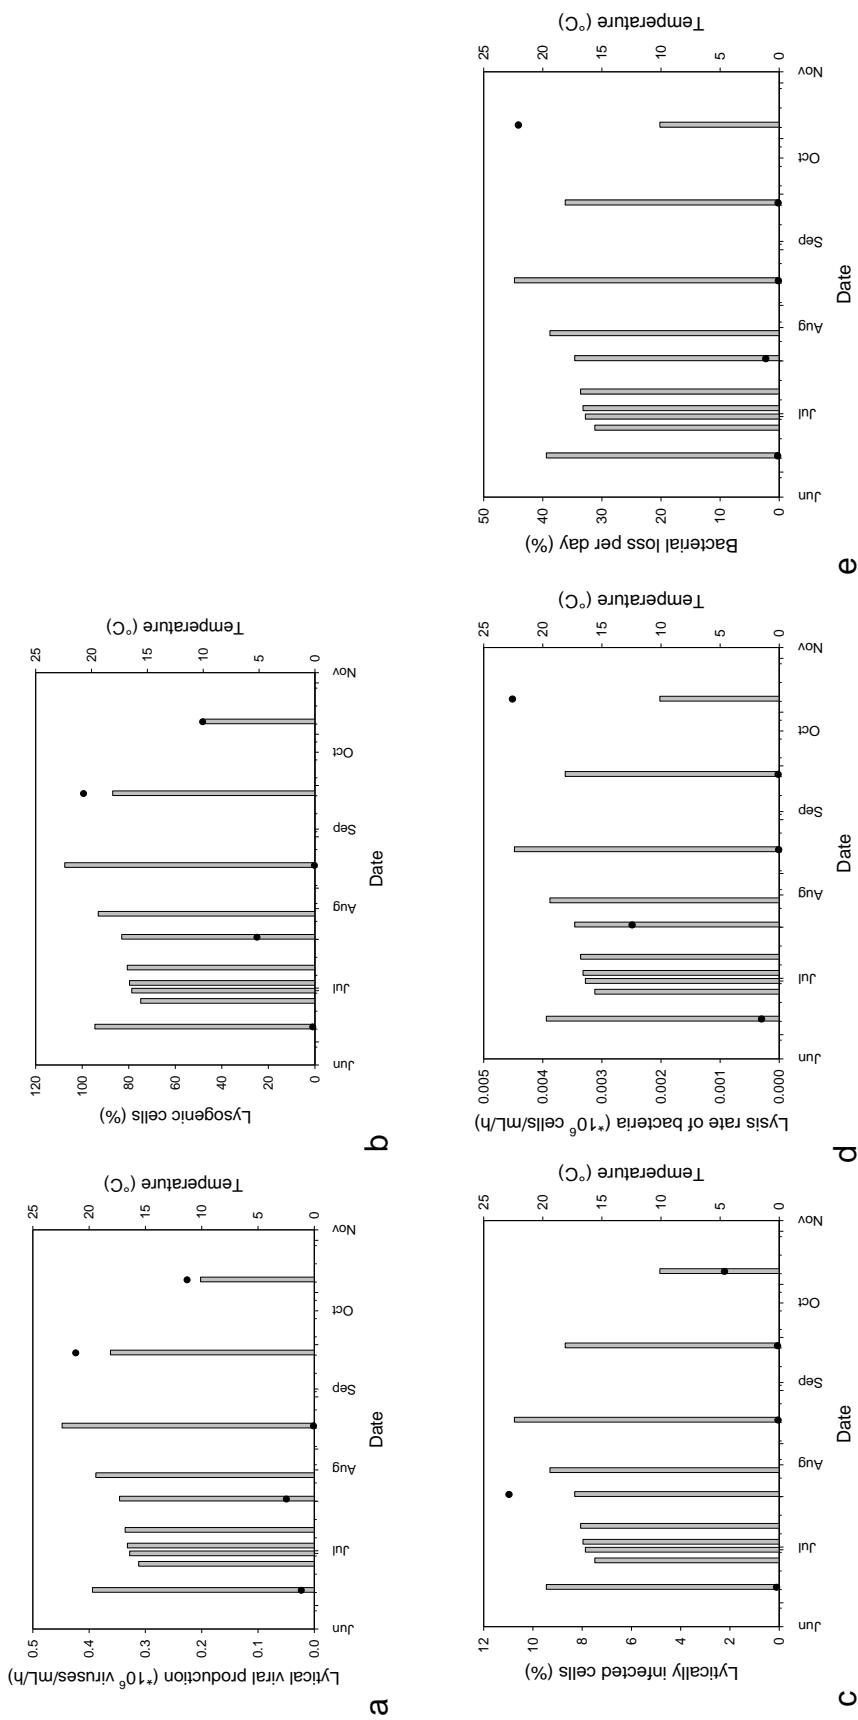 a
Lytical viral production (*10⁶ viruses/mL/h)
0.5
0.4
0.3
0.2
0.1
0.0
Jun Jul Aug Sep Oct Nov
Date
25
20
15
10
5
0
Temperature (°C)
b
Lysogenic cells (%)
120
100
80
60
40
20
0
Jun Jul Aug Sep Oct Nov
Date
25
20
15
10
5
0
Temperature (°C)
c
Lytically infected cells (%)
12
10
8
6
4
2
0
Jun Jul Aug Sep Oct Nov
Date
25
20
15
10
5
0
Temperature (°C)
d
Lysis rate of bacteria (*10⁶ cells/mL/h)
0.005
0.004
0.003
0.002
0.001
0.000
Jun Jul Aug Sep Oct Nov
Date
25
20
15
10
5
0
Temperature (°C)
e
Bacterial loss per day (%)
50
40
30
20
10
0
Jun Jul Aug Sep Oct Nov
Date
25
20
15
10
5
0
Temperature (°C)